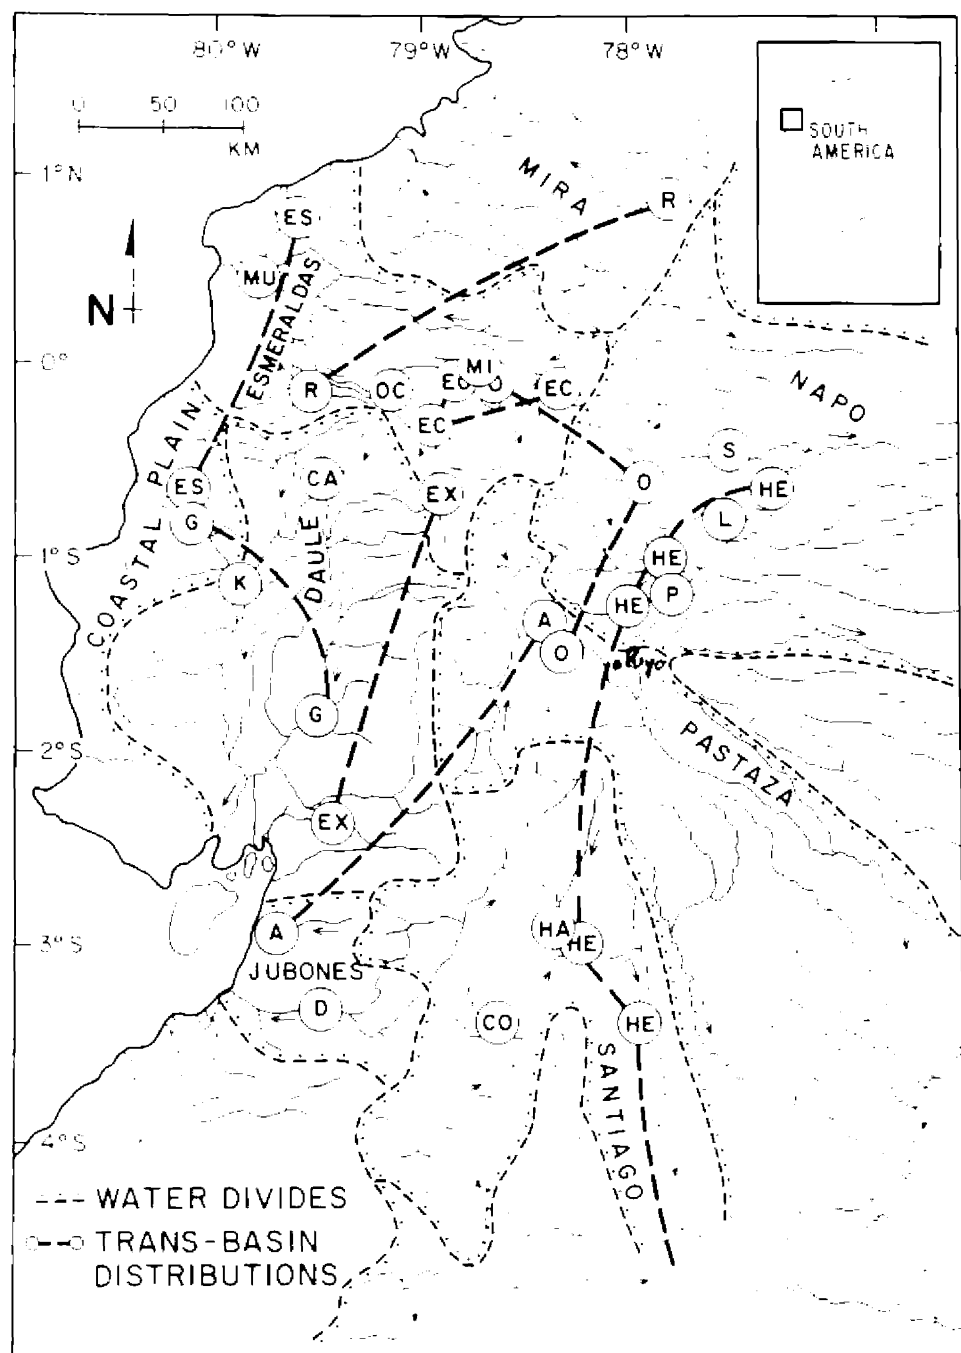 80°W 79°W 78°W
0 50 100
KM
SOUTH
AMERICA
1°N
MIRA
R
ES
MU
N
ESMERALDAS
0°
MI
R
OC
EC
EC
NAPO
COASTAL PLAIN
EC
S
ES
CA
EX
O
HE
G
L
DAULE
1°S
HE
K
P
HE
A
O
Puyo
G
2°S
PASTAZA
EX
A
HA
HE
3°S
JUBONES
D
CO
HE
SANTIAGO
4°S
WATER DIVIDES
TRANS-BASIN
DISTRIBUTIONS